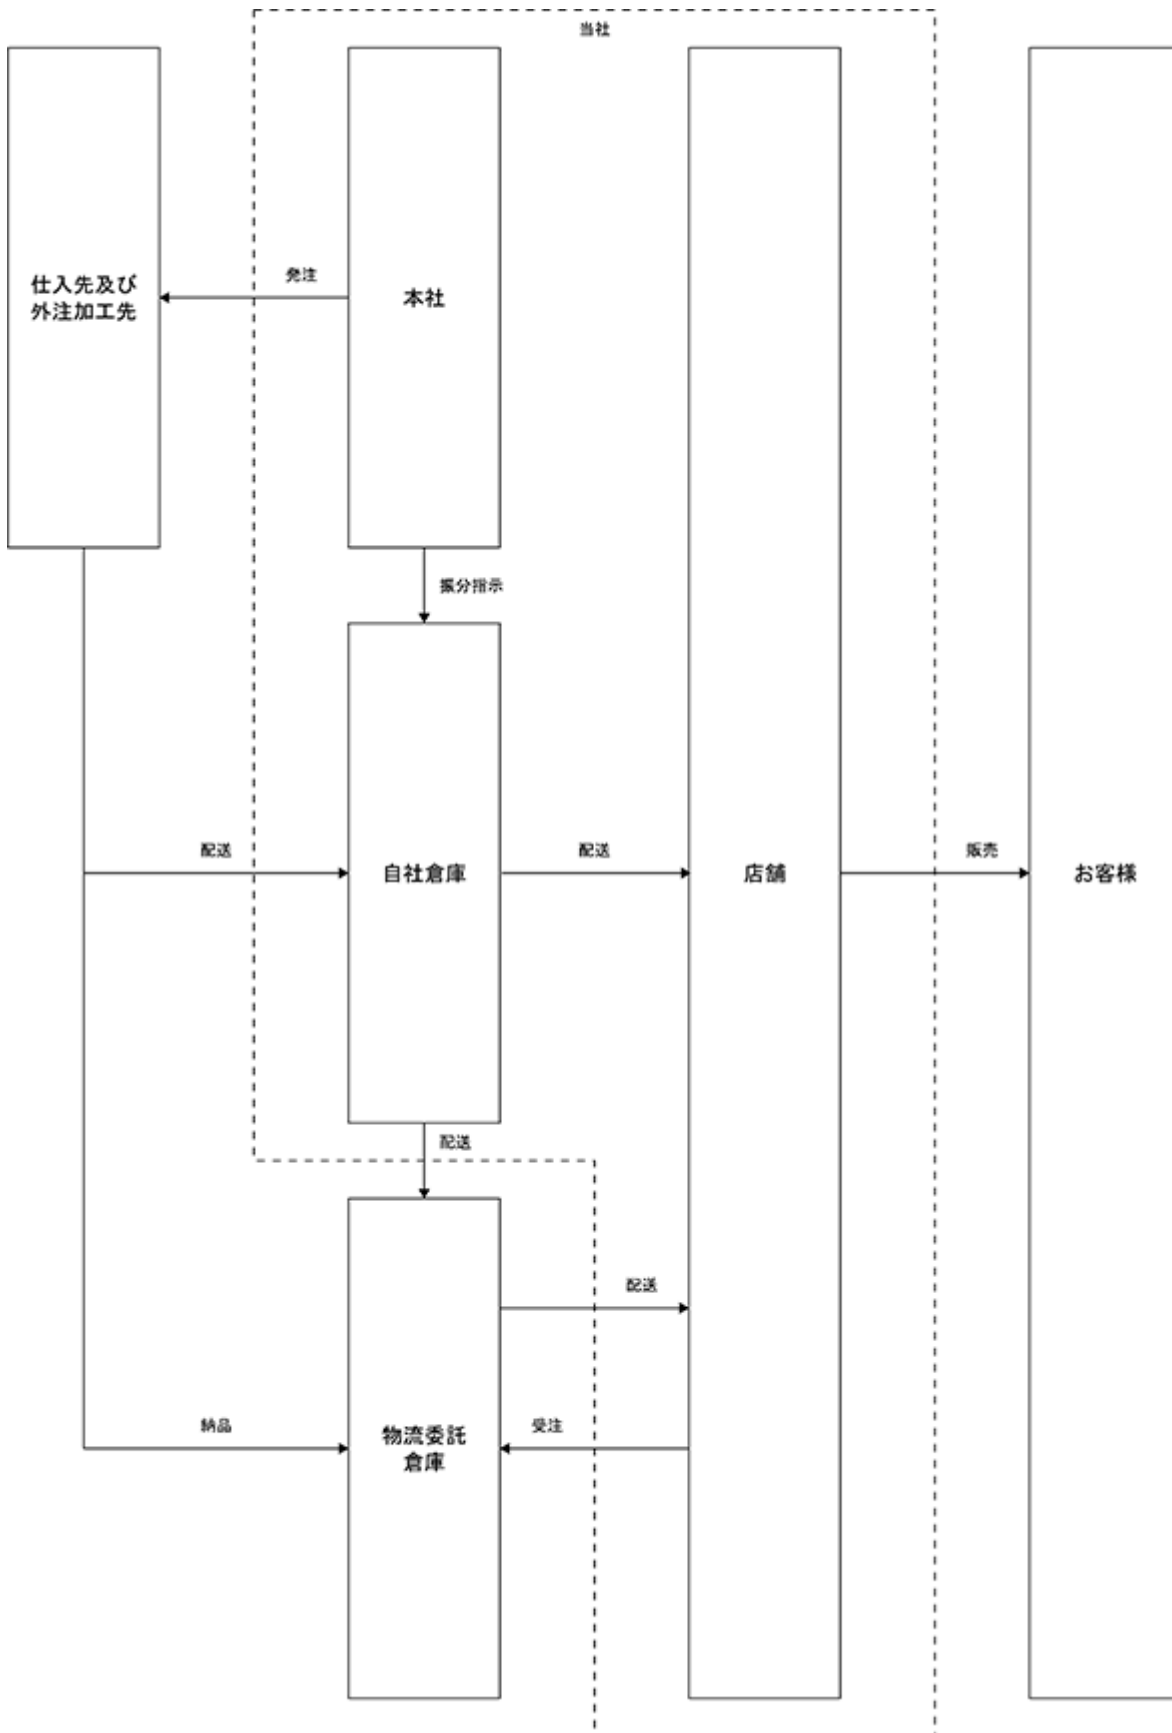 当社
仕入先及び
外注加工先
発注
本社
振分指示
配送
自社倉庫
配送
店舗
販売
お客様
配送
配送
納品
物流委託
倉庫
受注